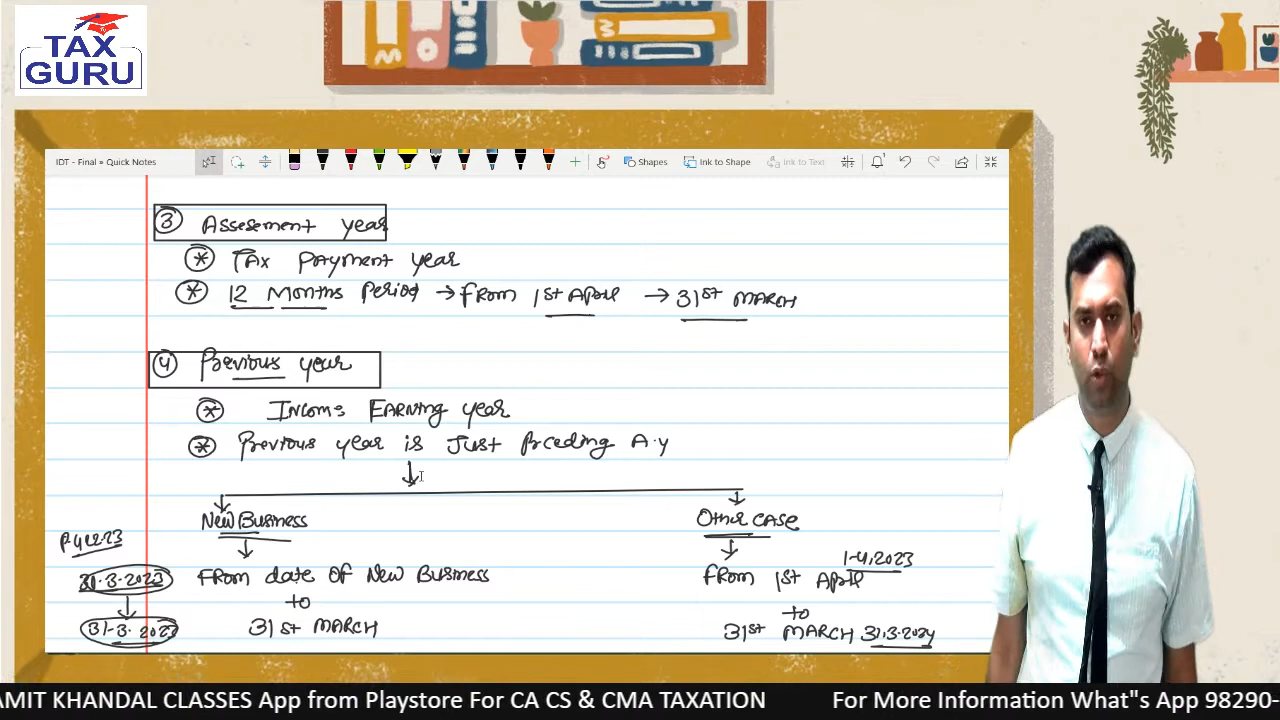 TAX
GURU
IDT - Final » Quick Notes
Shapes
Ink to Shape
Ink to Text
③ Assesement year
* TAX PAYMENT year
* 12 MONTHS Period → FROM 1st APRIL → 31st MARCH
④ Previous year
* INCOME EARNING year
* Previous year is Just Preceding A.y
New Business
Other CASE
P.y 22-23
31-3-2023
FROM date OF New Business
FROM 1st APRIL
1-4.2023
to
to
31-3-
31st MARCH
31st MARCH 31.3.2024
AMIT KHANDAL CLASSES App from Playstore For CA CS & CMA TAXATION
For More Information What"s App 98290-